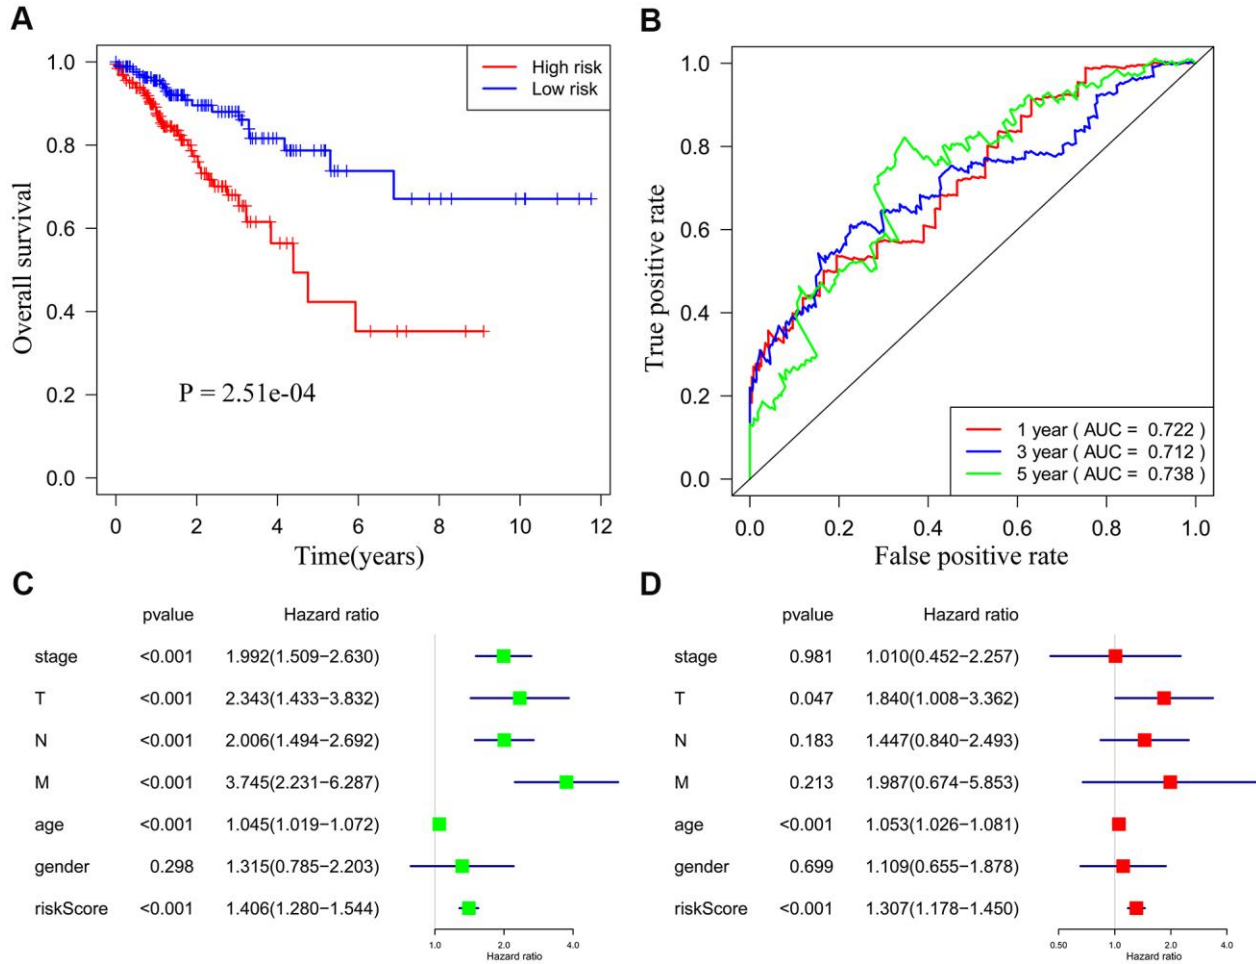 A
High risk
Low risk
Overall survival
1.0
0.8
0.6
0.4
0.2
0.0
P = 2.51e-04
0 2 4 6 8 10 12
Time(years)
B
True positive rate
1.0
0.8
0.6
0.4
0.2
0.0
1 year ( AUC = 0.722 )
3 year ( AUC = 0.712 )
5 year ( AUC = 0.738 )
0.0 0.2 0.4 0.6 0.8 1.0
False positive rate
C
pvalue Hazard ratio
stage <0.001 1.992(1.509−2.630)
T <0.001 2.343(1.433−3.832)
N <0.001 2.006(1.494−2.692)
M <0.001 3.745(2.231−6.287)
age <0.001 1.045(1.019−1.072)
gender 0.298 1.315(0.785−2.203)
riskScore <0.001 1.406(1.280−1.544)
1.0 2.0 4.0
Hazard ratio
D
pvalue Hazard ratio
stage 0.981 1.010(0.452−2.257)
T 0.047 1.840(1.008−3.362)
N 0.183 1.447(0.840−2.493)
M 0.213 1.987(0.674−5.853)
age <0.001 1.053(1.026−1.081)
gender 0.699 1.109(0.655−1.878)
riskScore <0.001 1.307(1.178−1.450)
0.50 1.0 2.0 4.0
Hazard ratio